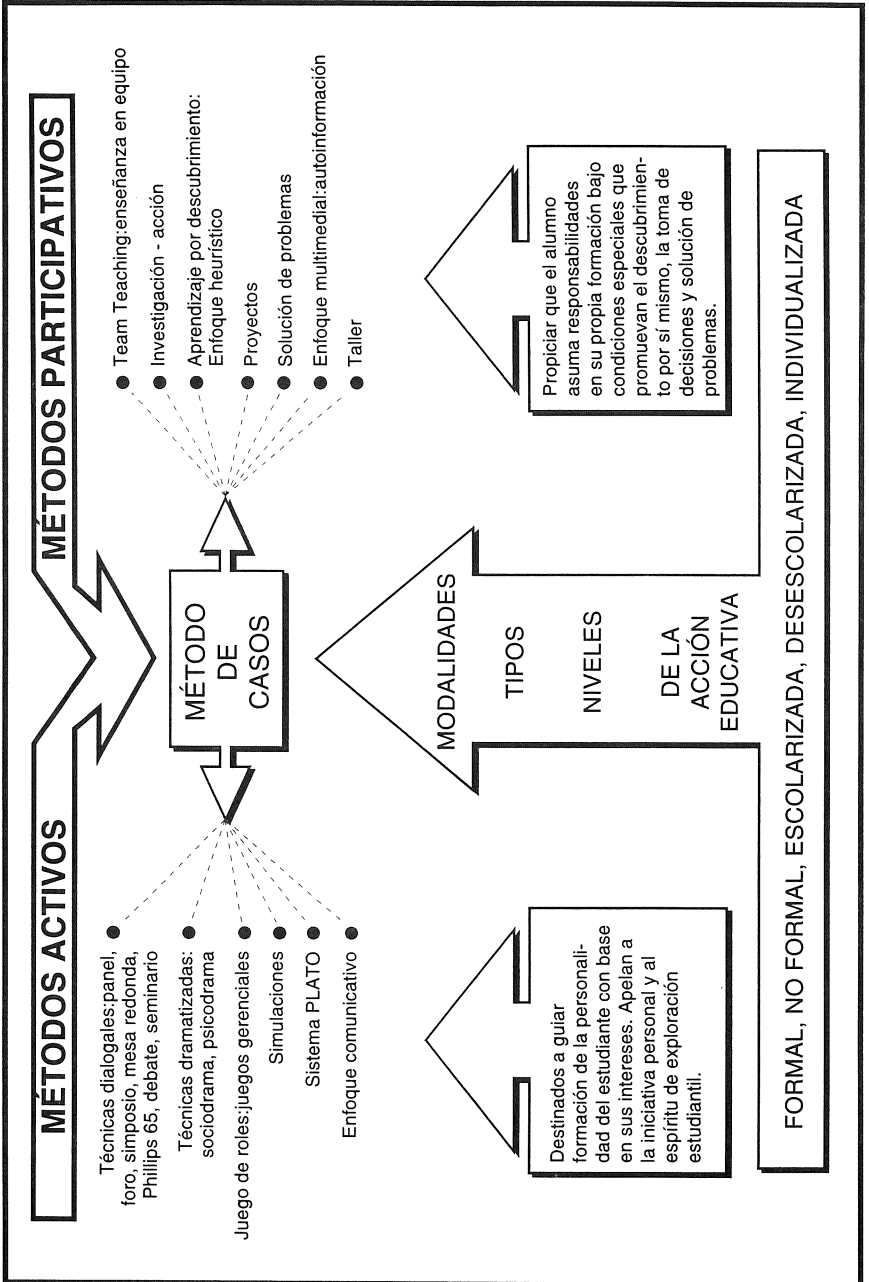 MÉTODOS ACTIVOS
MÉTODOS PARTICIPATIVOS
Técnicas dialogales:panel,
foro, simposio, mesa redonda,
Phillips 65, debate, seminario
Técnicas dramatizadas:
sociodrama, psicodrama
Juego de roles:juegos gerenciales
Simulaciones
Sistema PLATO
Enfoque comunicativo
MÉTODO
DE
CASOS
Team Teaching:enseñanza en equipo
Investigación - acción
Aprendizaje por descubrimiento:
Enfoque heurístico
Proyectos
Solución de problemas
Enfoque multimedial:autoinformación
Taller
Destinados a guiar
formación de la personali-
dad del estudiante con base
en sus intereses. Apelan a
la iniciativa personal y al
espíritu de exploración
estudiantil.
MODALIDADES
TIPOS
NIVELES
DE LA
ACCIÓN
EDUCATIVA
Propiciar que el alumno
asuma responsabilidades
en su propia formación bajo
condiciones especiales que
promuevan el descubrimien-
to por sí mismo, la toma de
decisiones y solución de
problemas.
FORMAL, NO FORMAL, ESCOLARIZADA, DESESCOLARIZADA, INDIVIDUALIZADA